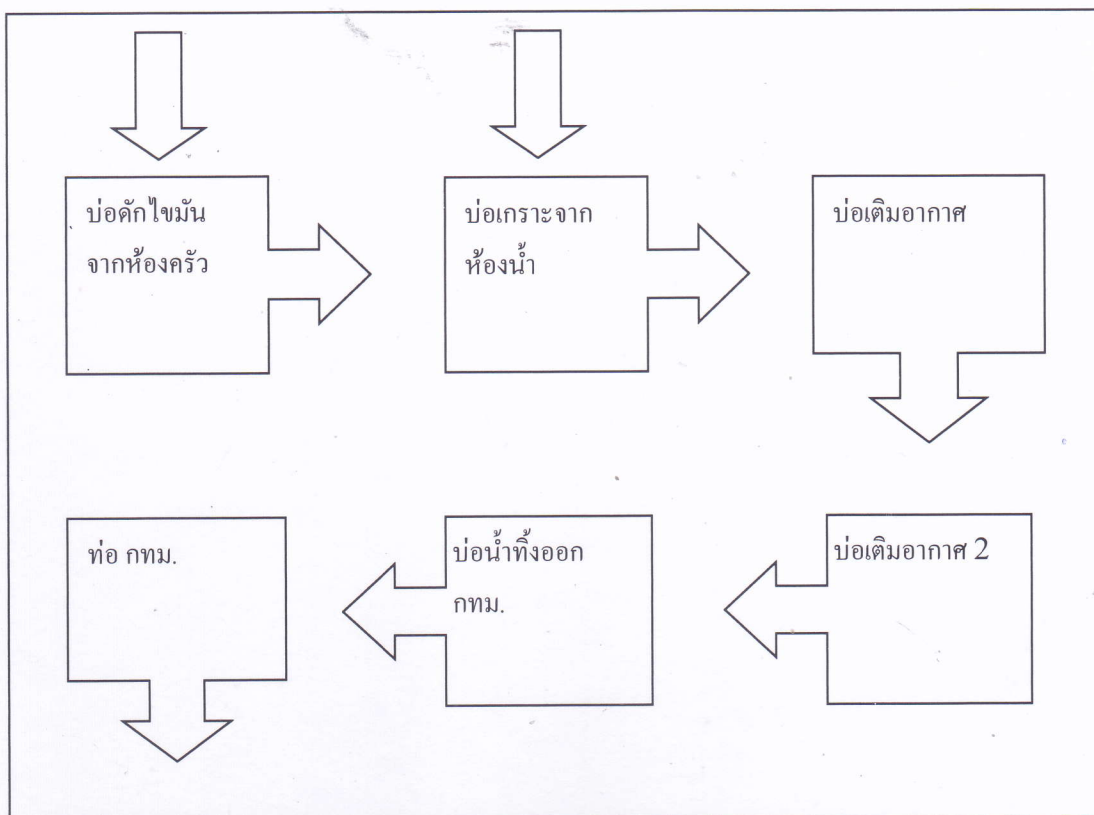 บ่อดักไขมัน
จากห้องครัว
บ่อเกราะจาก
ห้องน้ำ
บ่อเติมอากาศ
บ่อเติมอากาศ 2
บ่อน้ำทิ้งออก
กทม.
ท่อ กทม.